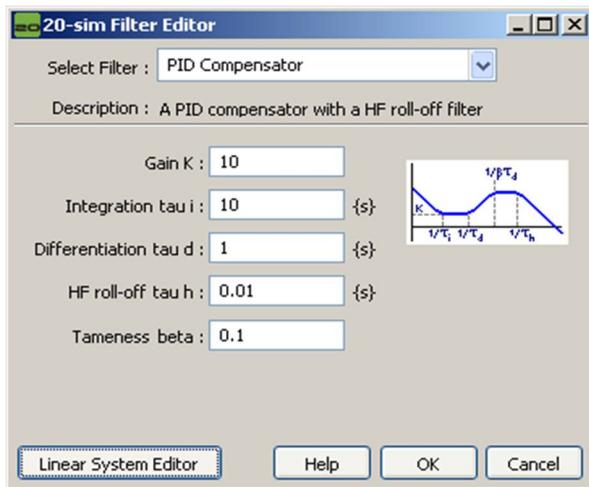 20 20-sim Filter Editor
Select Filter : PID Compensator
Description : A PID compensator with a HF roll-off filter
Gain K : 10
Integration tau i : 10 {s}
Differentiation tau d : 1 {s}
HF roll-off tau h : 0.01 {s}
Tameness beta : 0.1
1/βτd
K
1/τi 1/τd 1/τh
Linear System Editor Help OK Cancel